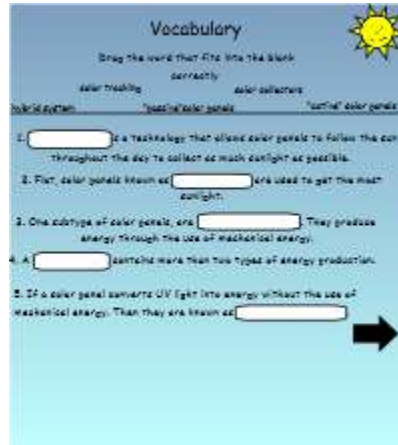 Vocabulary
Drag the word that fits into the blank
correctly
solar tracking solar collectors
hybrid system "passive"solar panels "active" solar panels
1. is a technology that allows solar panels to follow the sun
throughout the day to collect as much sunlight as possible.
2. Flat, solar panels known as are used to get the most
sunlight.
3. One subtype of solar panels, are . They produce
energy through the use of mechanical energy.
4. A contains more than two types of energy production.
5. If a solar panel converts UV light into energy without the use of
mechanical energy. Then they are known as